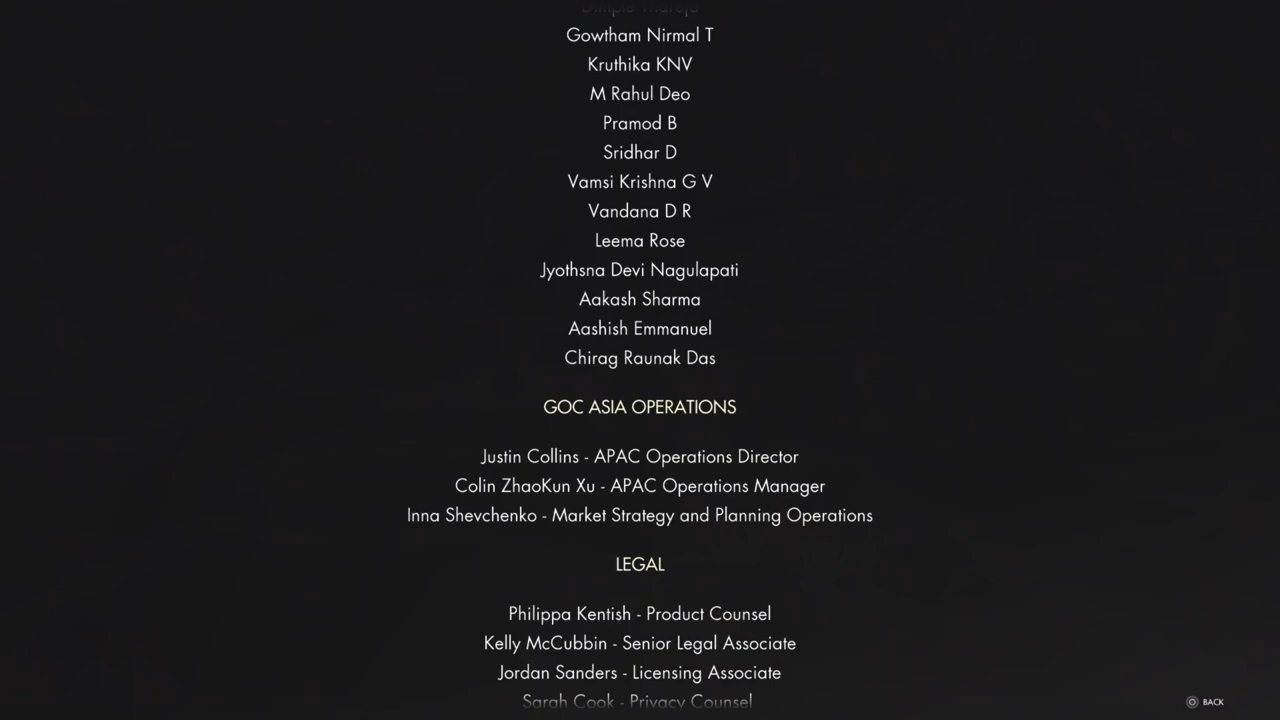 Gowtham Nirmal T
Kruthika KNV
M Rahul Deo
Pramod B
Sridhar D
Vamsi Krishna G V
Vandana D R
Leema Rose
Jyothsna Devi Nagulapati
Aakash Sharma
Aashish Emmanuel
Chirag Raunak Das
GOC ASIA OPERATIONS
Justin Collins - APAC Operations Director
Colin ZhaoKun Xu - APAC Operations Manager
Inna Shevchenko - Market Strategy and Planning Operations
LEGAL
Philippa Kentish - Product Counsel
Kelly McCubbin - Senior Legal Associate
Jordan Sanders - Licensing Associate
Sarah Cook - Privacy Counsel
BACK